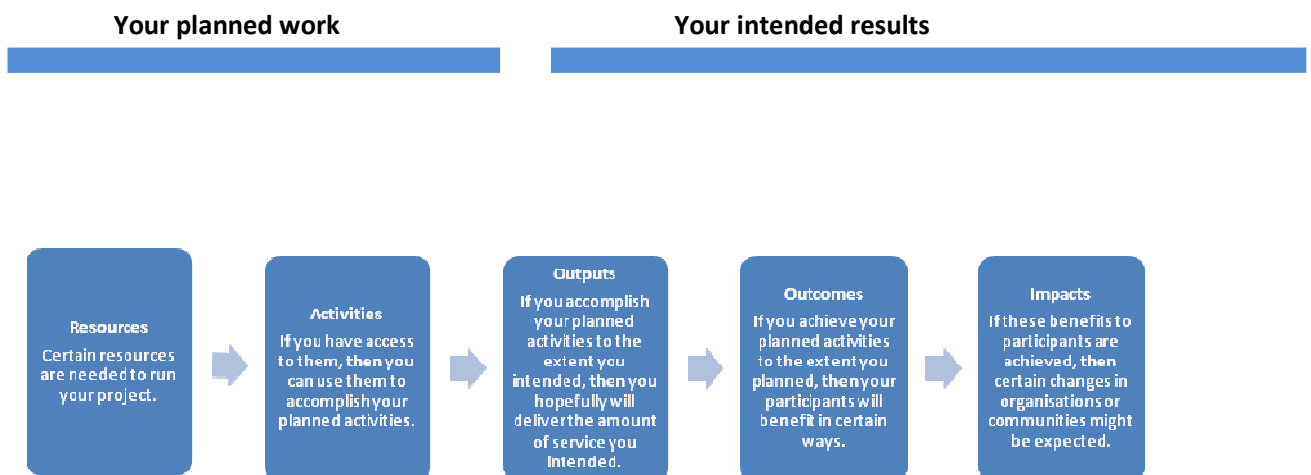 Your planned work
Your intended results
Resources
Certain resources
are needed to run
your project.
Activities
If you have access
to them, then you
can use them to
accomplish your
planned activities.
Outputs
If you accomplish
your planned
activities to the
extent you
intended, then you
hopefully will
deliver the amount
of service you
intended.
Outcomes
If you achieve your
planned activities
to the extent you
planned, then your
participants will
benefit in certain
ways.
Impacts
If these benefits to
participants are
achieved, then
certain changes in
organisations or
communities might
be expected.